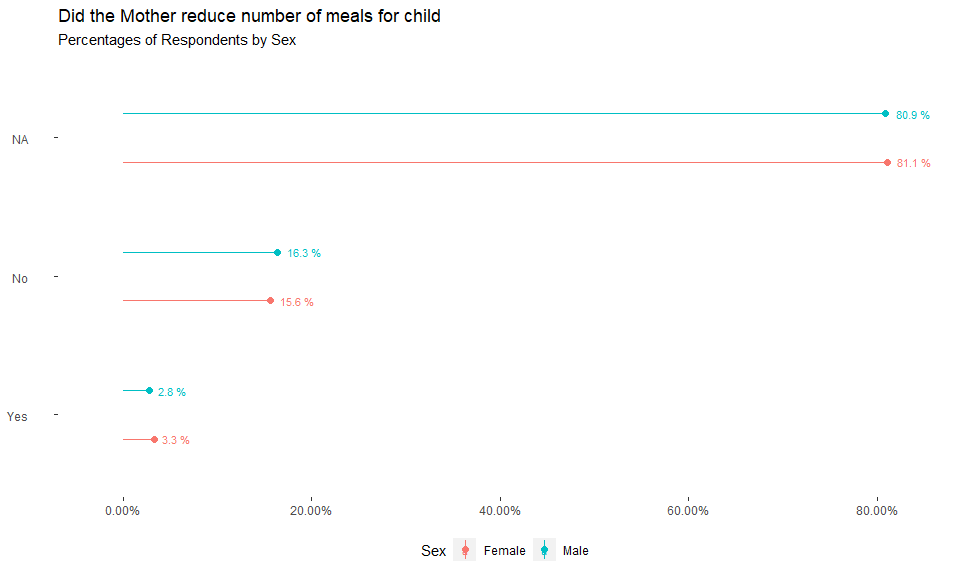 Did the Mother reduce number of meals for child
Percentages of Respondents by Sex
80.9 %
NA
81.1 %
16.3 %
No
15.6 %
2.8 %
Yes
3.3 %
0.00% 20.00% 40.00% 60.00% 80.00%
Sex Female Male